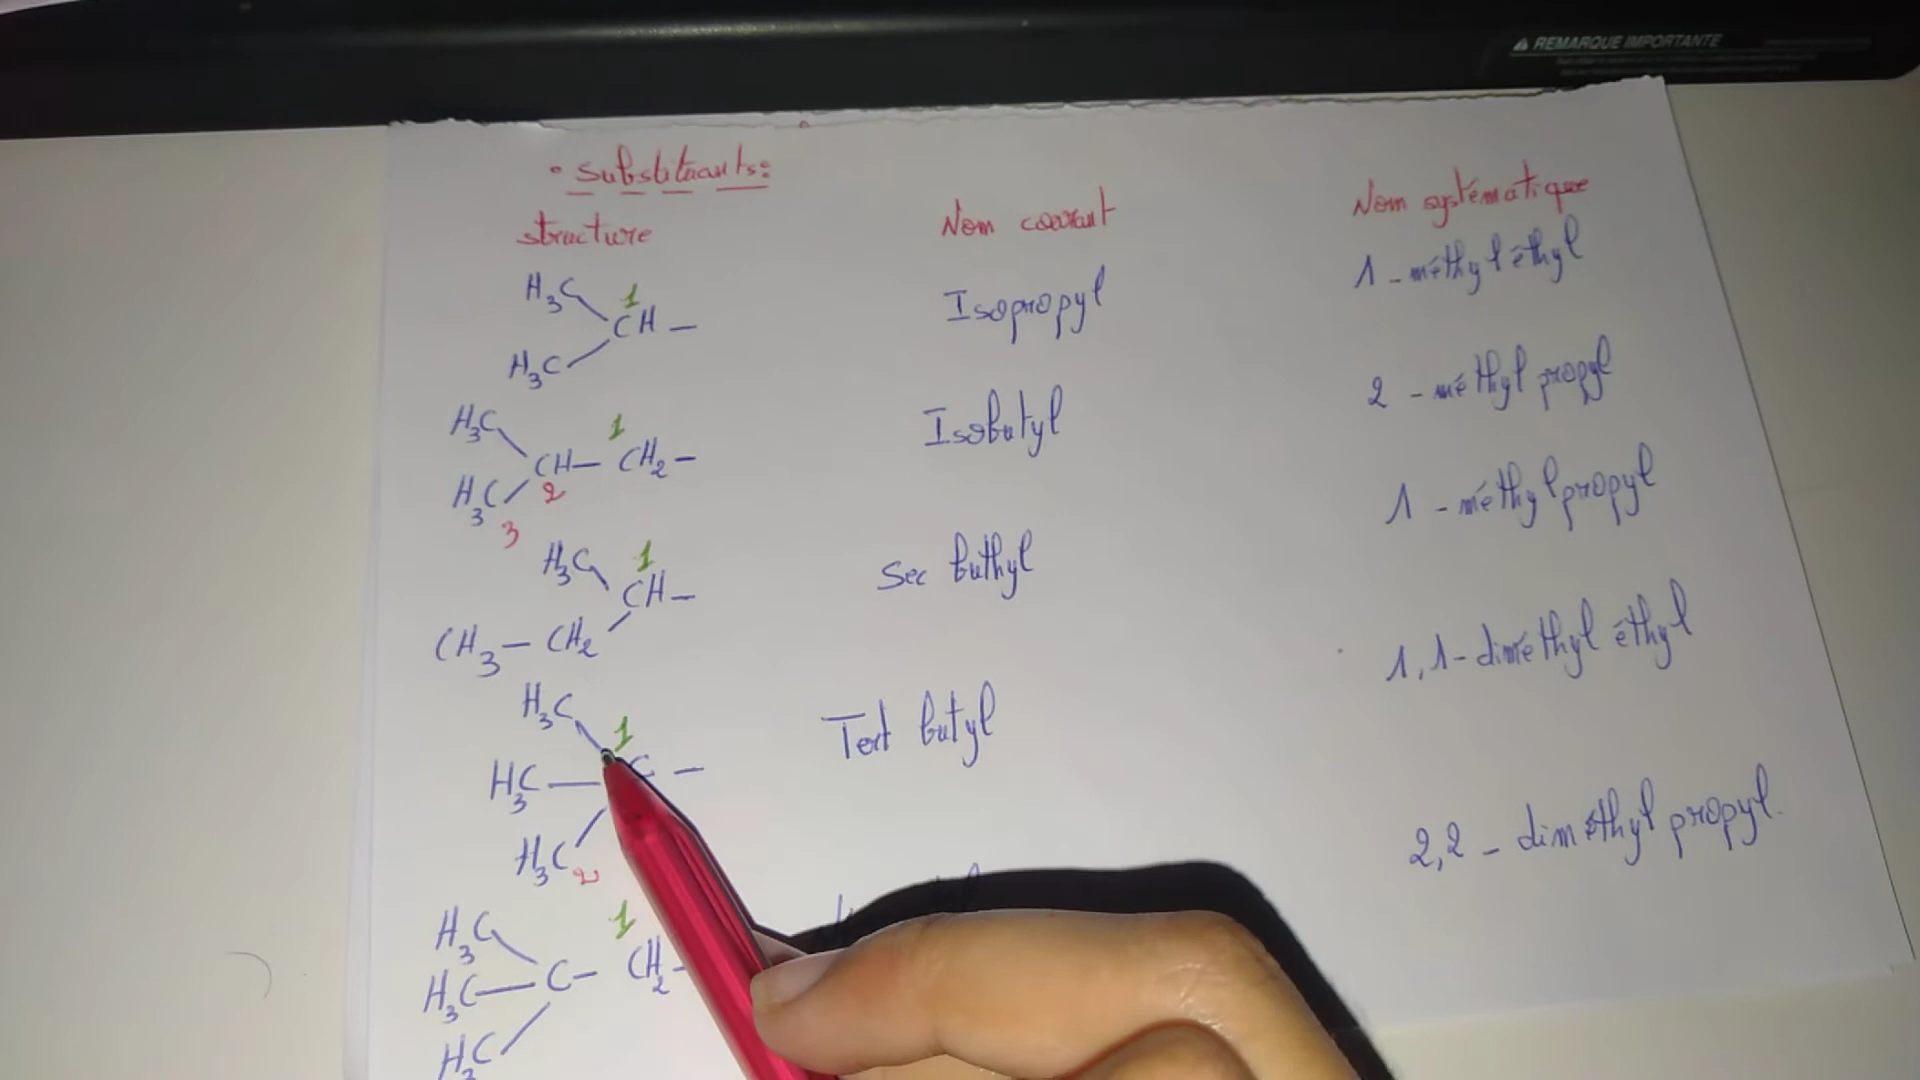 REMARQUE IMPORTANTE
• Substituants:
structure Nom courant Nom systématique
H3C
1
CH - Isopropyl 1 - méthyl éthyl
H3C
H3C
1
CH - CH2 - Isobutyl 2 - méthyl propyl
H3C 2
3
H3C
1
CH - Sec buthyl 1 - méthyl propyl
CH3 - CH2
H3C
1
H3C C - Tert butyl 1,1 - diméthyl éthyl
H3C 2
H3C
1
H3C C - CH2 - 2,2 - diméthyl propyl.
H3C